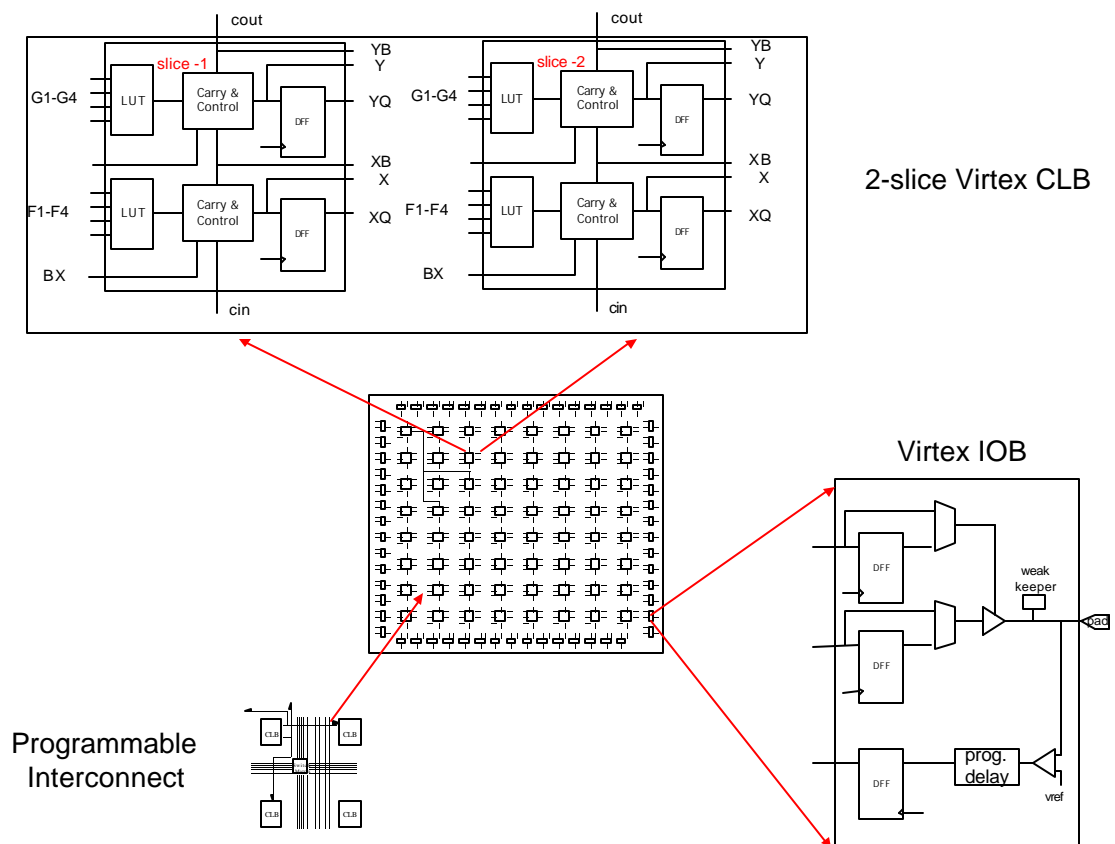 cout
cout
YB
Y
YB
Y
slice -1
slice -2
G1-G4
LUT
Carry &
Control
DFF
YQ
G1-G4
LUT
Carry &
Control
DFF
YQ
XB
X
XB
X
F1-F4
LUT
Carry &
Control
DFF
XQ
F1-F4
LUT
Carry &
Control
DFF
XQ
BX
BX
cin
cin
2-slice Virtex CLB
Virtex IOB
DFF
weak
keeper
pad
DFF
DFF
prog.
delay
vref
Programmable
Interconnect
CLB
CLB
CLB
CLB